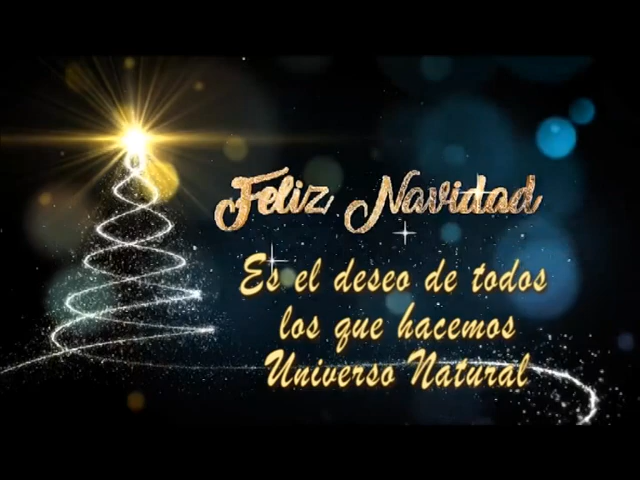 Feliz Navidad
Es el deseo de todos
los que hacemos
Universo Natural